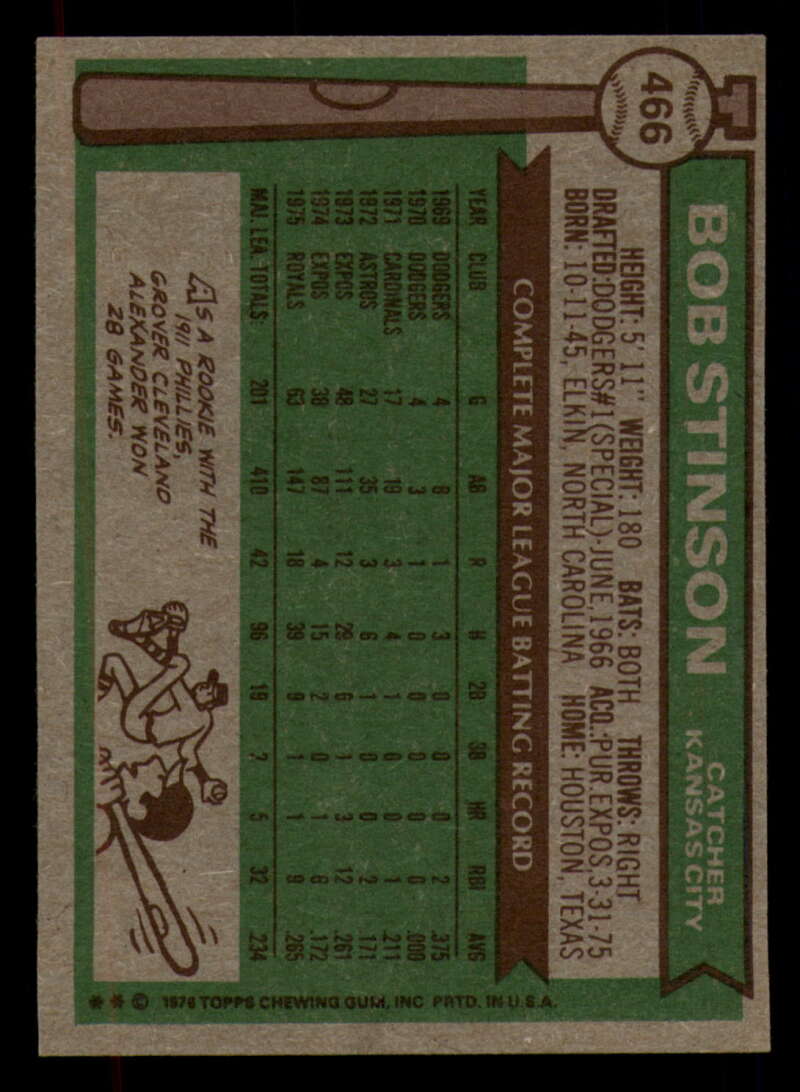 466
BOB STINSON
CATCHER
KANSAS CITY
HEIGHT: 5' 11" WEIGHT: 180 BATS: BOTH THROWS: RIGHT
DRAFTED: DODGERS#1(SPECIAL)-JUNE,1966 ACQ.:PUR.EXPOS,3-31-75
BORN: 10-11-45, ELKIN, NORTH CAROLINA HOME: HOUSTON, TEXAS
COMPLETE MAJOR LEAGUE BATTING RECORD
YEAR CLUB G AB R H 2B 3B HR RBI AVG
1969 DODGERS 4 8 1 3 0 0 0 2 .375
1970 DODGERS 4 3 1 0 0 0 0 0 .000
1971 CARDINALS 17 19 3 4 1 0 0 1 .211
1972 ASTROS 27 35 3 6 1 0 0 2 .171
1973 EXPOS 48 111 12 29 6 1 3 12 .261
1974 EXPOS 38 87 4 15 2 0 1 6 .172
1975 ROYALS 63 147 18 39 9 1 1 9 .265
MAJ. LEA. TOTALS: 201 410 42 96 19 2 5 32 .234
AS A ROOKIE WITH THE
1911 PHILLIES,
GROVER CLEVELAND
ALEXANDER WON
28 GAMES.
** © 1976 TOPPS CHEWING GUM, INC PRTD. IN U.S.A.